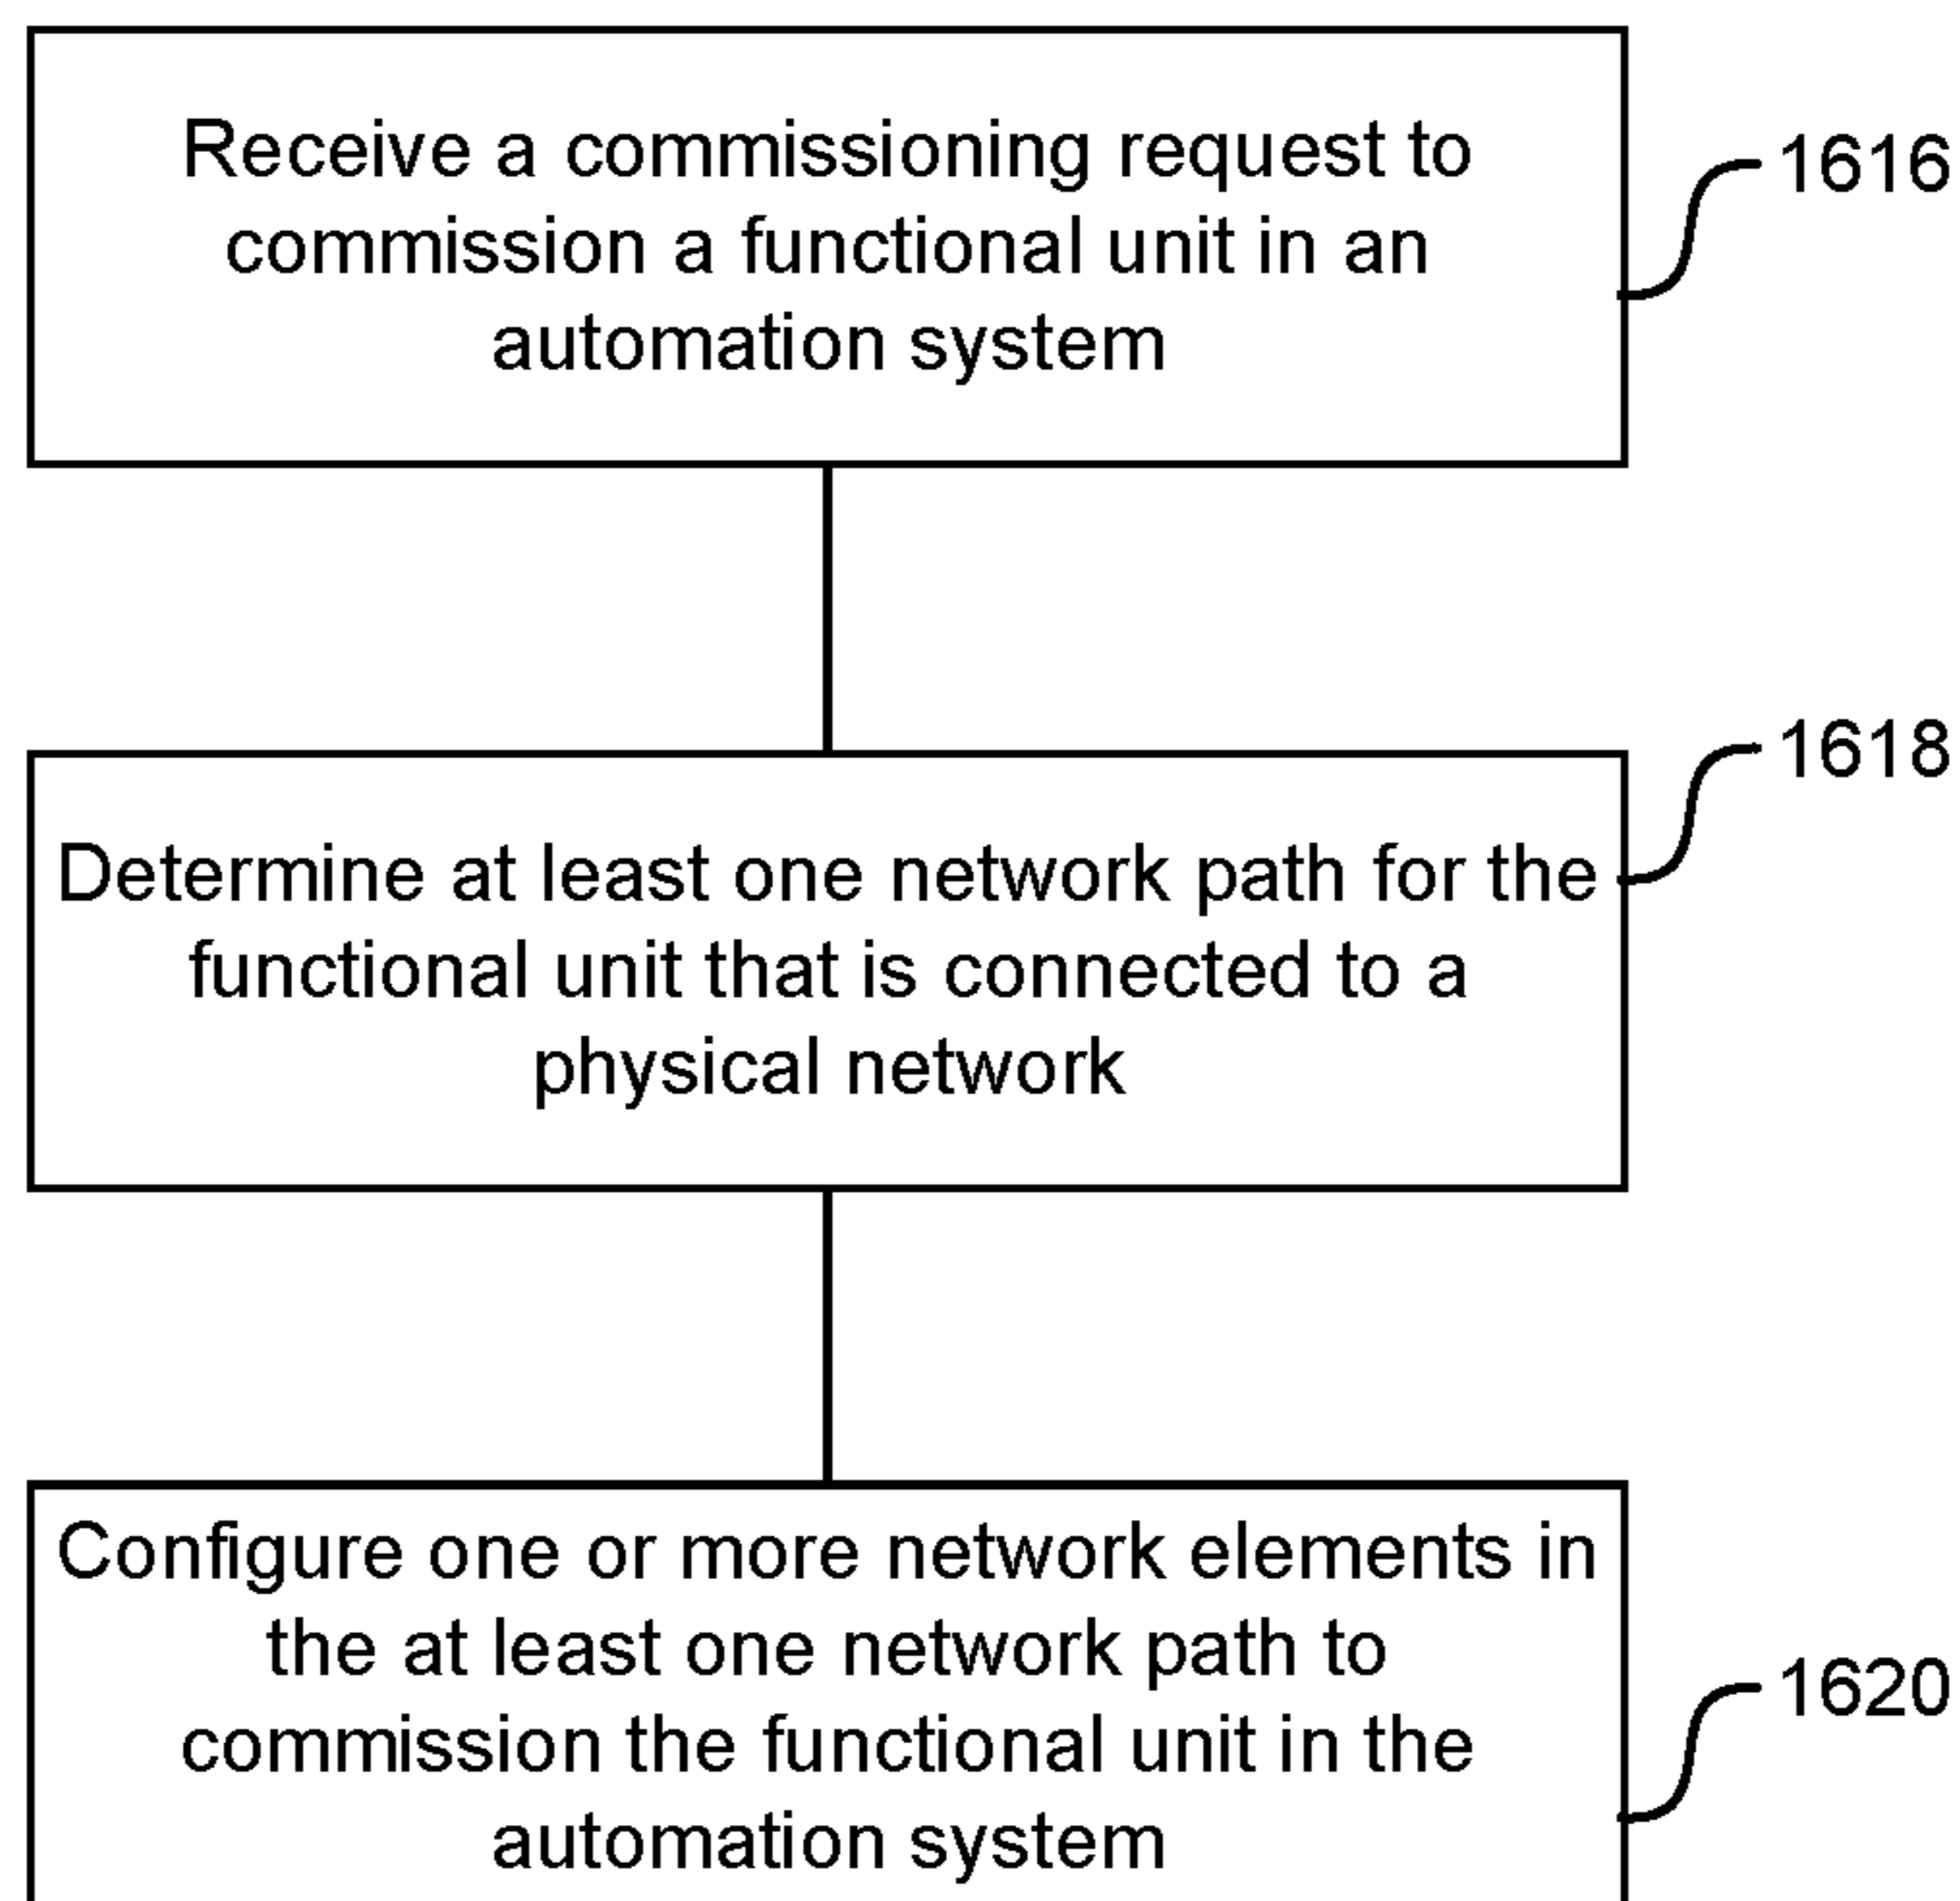 Receive a commissioning request to
commission a functional unit in an
automation system
1616
Determine at least one network path for the
functional unit that is connected to a
physical network
1618
Configure one or more network elements in
the at least one network path to
commission the functional unit in the
automation system
1620